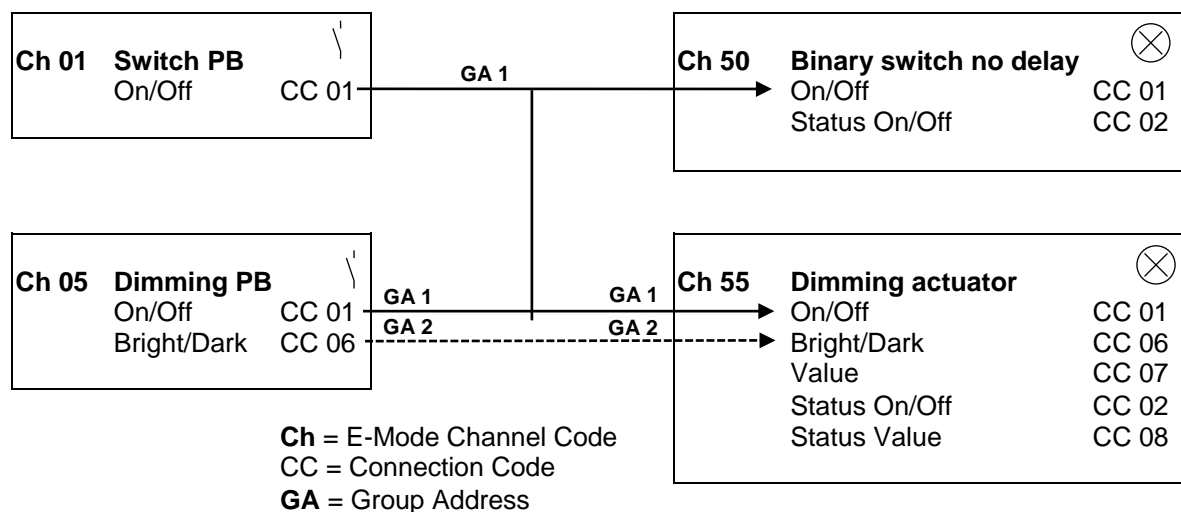 Ch 01 Switch PB
On/Off CC 01
GA 1
Ch 50 Binary switch no delay
On/Off CC 01
Status On/Off CC 02
Ch 05 Dimming PB
On/Off CC 01
Bright/Dark CC 06
GA 1
GA 2
GA 1
GA 2
Ch 55 Dimming actuator
On/Off CC 01
Bright/Dark CC 06
Value CC 07
Status On/Off CC 02
Status Value CC 08
Ch = E-Mode Channel Code
CC = Connection Code
GA = Group Address